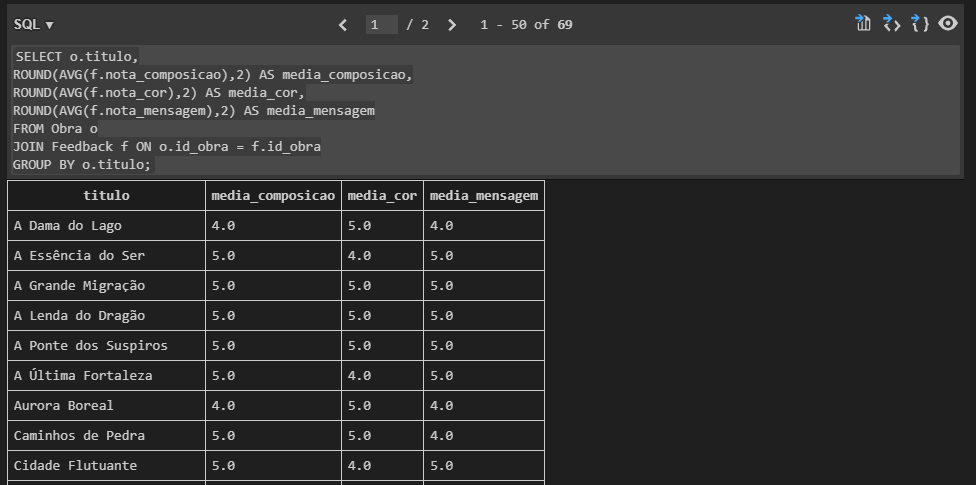 SQL ▼ < 1 / 2 > 1 - 50 of 69
SELECT o.titulo,
ROUND(AVG(f.nota_composicao),2) AS media_composicao,
ROUND(AVG(f.nota_cor),2) AS media_cor,
ROUND(AVG(f.nota_mensagem),2) AS media_mensagem
FROM Obra o
JOIN Feedback f ON o.id_obra = f.id_obra
GROUP BY o.titulo;
titulo media_composicao media_cor media_mensagem
A Dama do Lago 4.0 5.0 4.0
A Essência do Ser 5.0 4.0 5.0
A Grande Migração 5.0 5.0 5.0
A Lenda do Dragão 5.0 5.0 5.0
A Ponte dos Suspiros 5.0 5.0 5.0
A Última Fortaleza 5.0 4.0 5.0
Aurora Boreal 4.0 5.0 4.0
Caminhos de Pedra 5.0 5.0 4.0
Cidade Flutuante 5.0 4.0 5.0